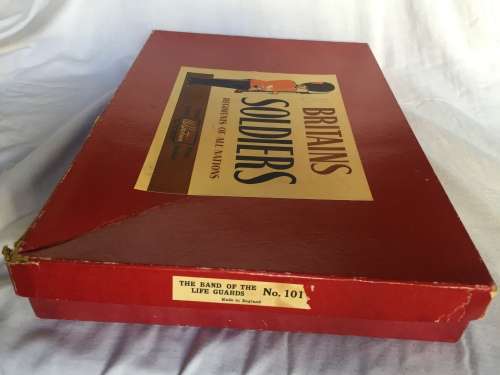 BRITAINS
SOLDIERS
REGIMENTS OF ALL NATIONS
THE BAND OF THE
LIFE GUARDS No. 101
Made in England